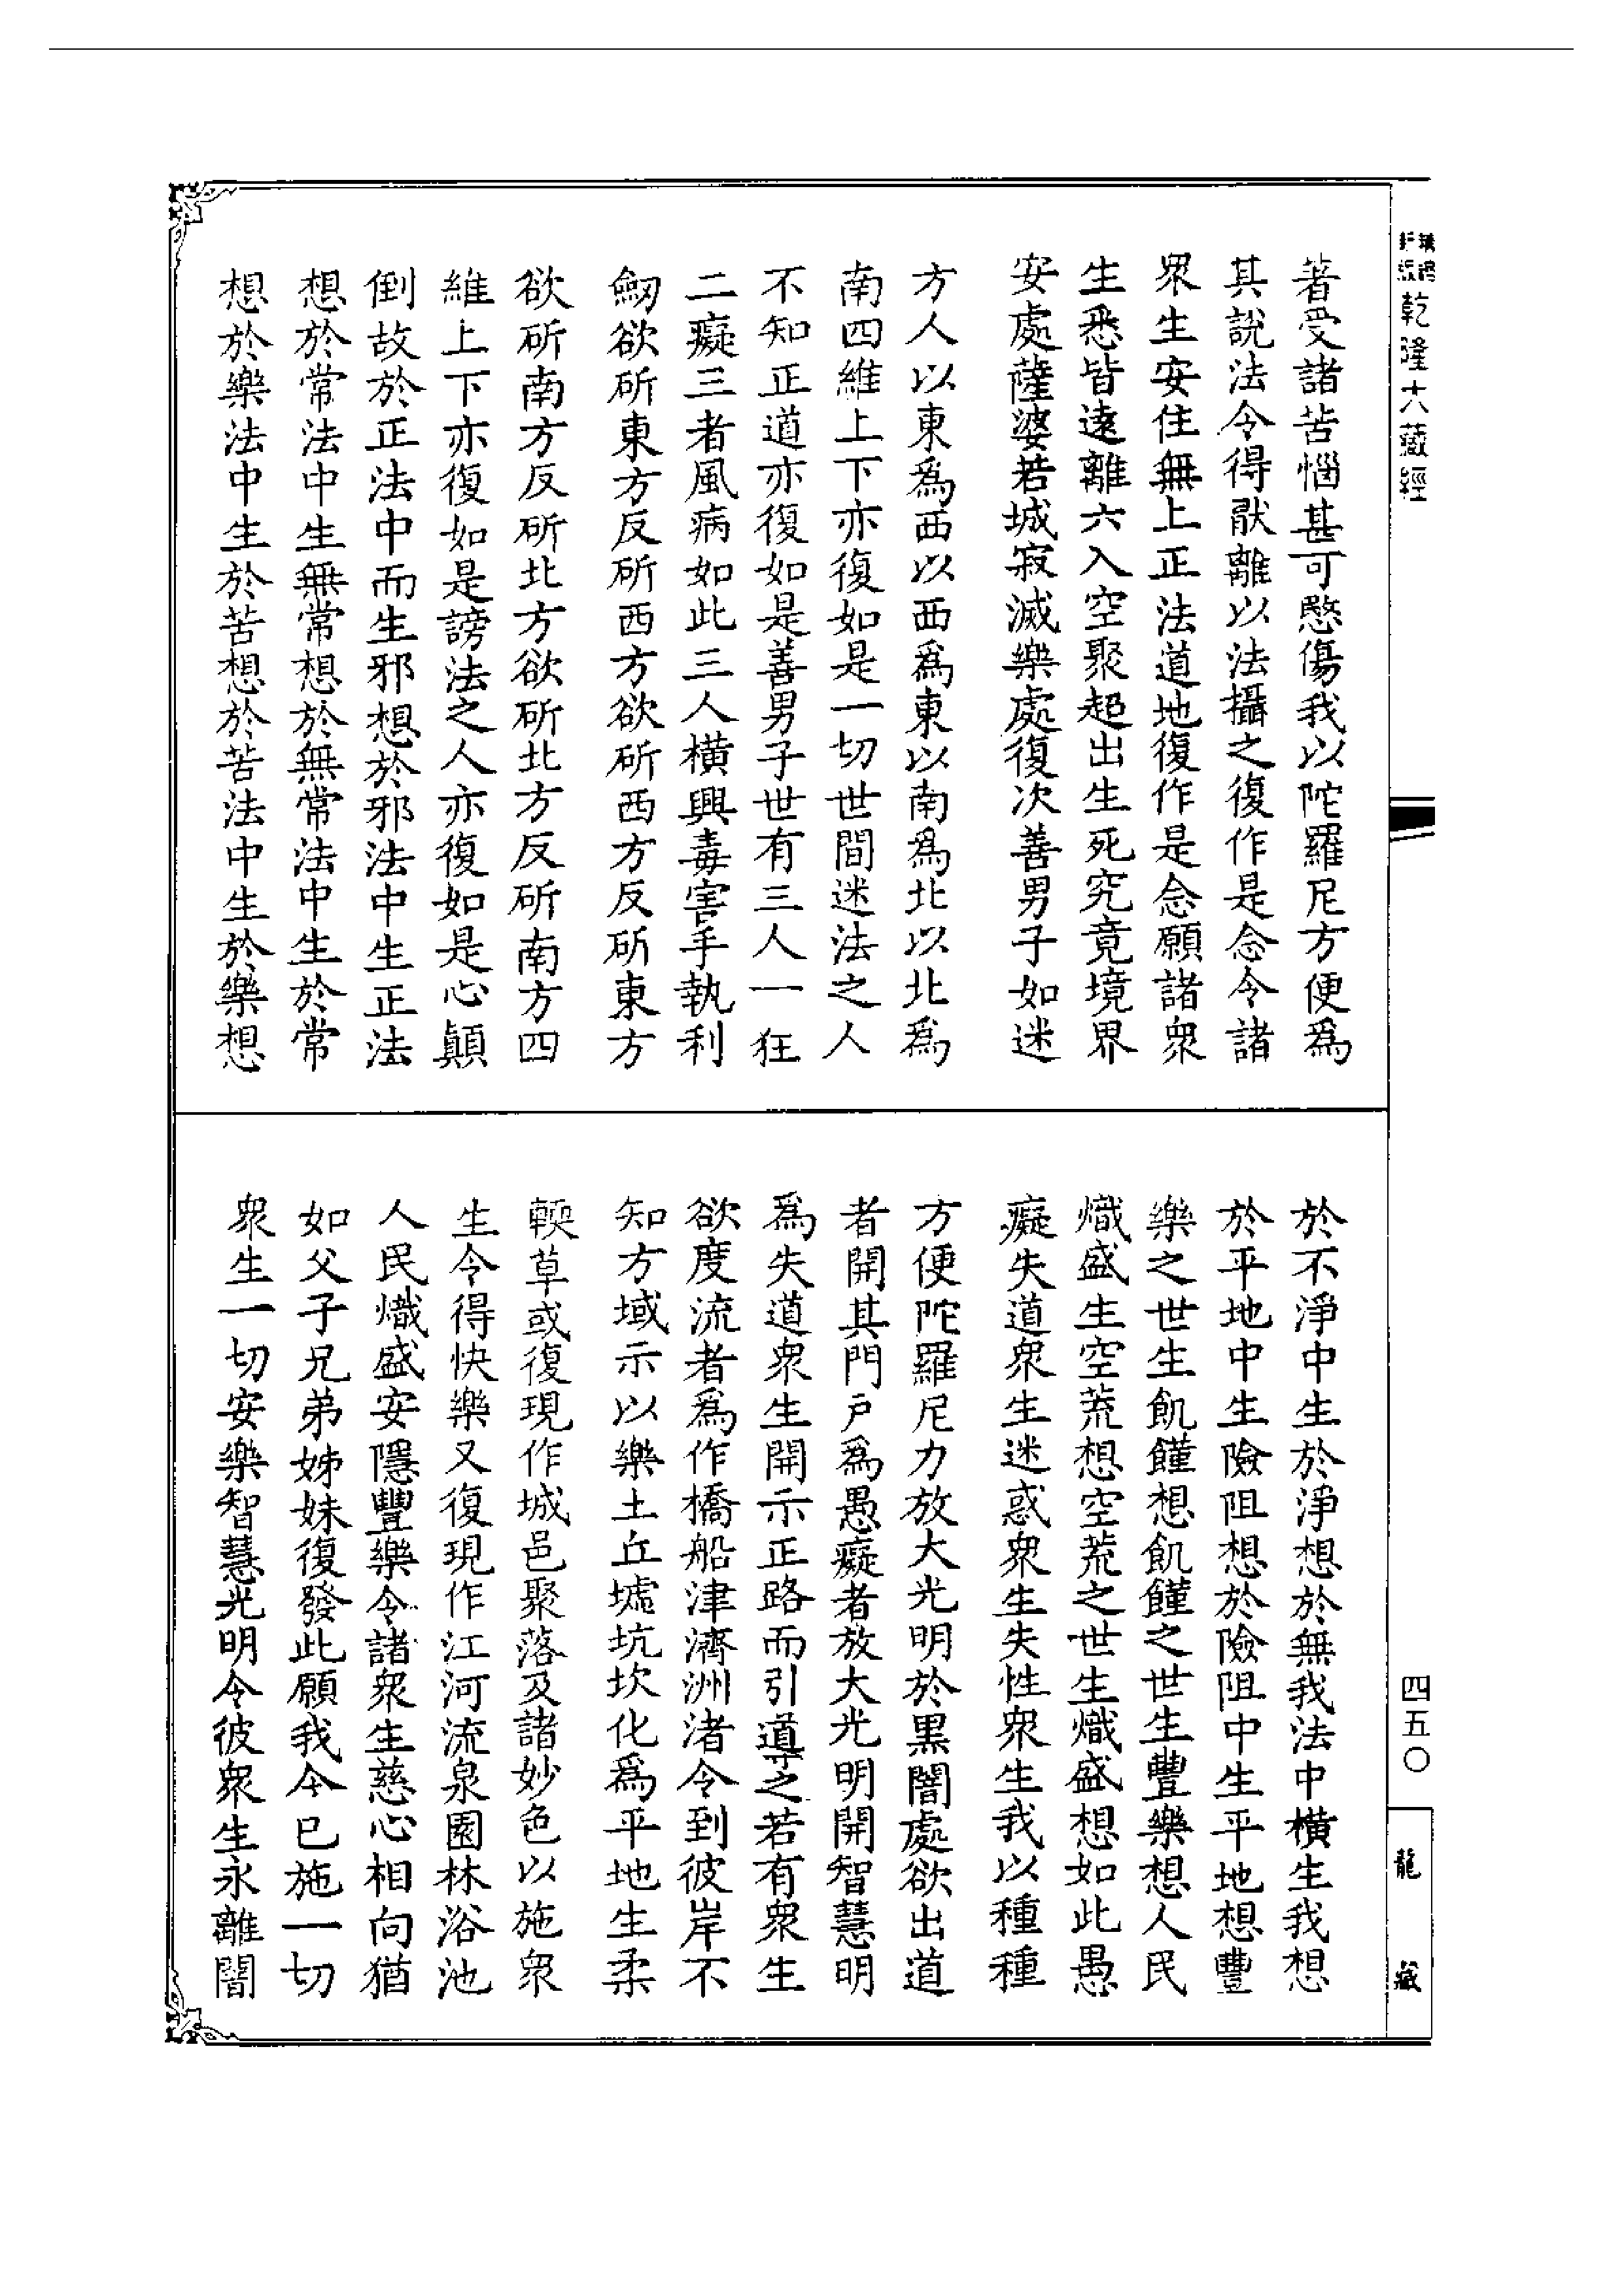 乾隆大藏經
著受諸苦惱甚可愍傷我以陀羅尼方便爲
其說法令得猒離以法攝之復作是念令諸
衆生安住無上正法道地復作是念願諸衆
生悉皆遠離六入空聚超出生死究竟境界
安處薩婆若城寂滅樂處復次善男子如迷
方人以東爲西以西爲東以南爲北以北爲
南四維上下亦復如是一切世間迷法之人
不知正道亦復如是善男子世有三人一狂
二癡三者風病如此三人橫興毒害手執利
劒欲斫東方反斫西方欲斫西方反斫東方
欲斫南方反斫北方欲斫北方反斫南方四
維上下亦復如是謗法之人亦復如是心顛
倒故於正法中而生邪想於邪法中生正法
想於常法中生無常想於無常法中生於常
想於樂法中生於苦想於苦法中生於樂想
於不淨中生於淨想於無我法中橫生我想
於平地中生險阻想於險阻中生平地想豐
樂之世生飢饉想飢饉之世生豐樂想人民
熾盛生空荒想空荒之世生熾盛想如此愚
癡失道衆生迷惑衆生失性衆生我以種種
方便陀羅尼力放大光明於黑闇處欲出道
者開其門戶爲愚癡者放大光明開智慧明
爲失道衆生開示正路而引導之若有衆生
欲度流者爲作橋船津濟洲渚令到彼岸不
知方域示以樂土丘墟坑坎化爲平地生柔
輭草或復現作城邑聚落及諸妙色以施衆
生令得快樂又復現作江河流泉園林浴池
人民熾盛安隱豐樂令諸衆生慈心相向猶
如父子兄弟姊妹復發此願我今已施一切
衆生一切安樂智慧光明令彼衆生永離闇
四五〇
龍藏